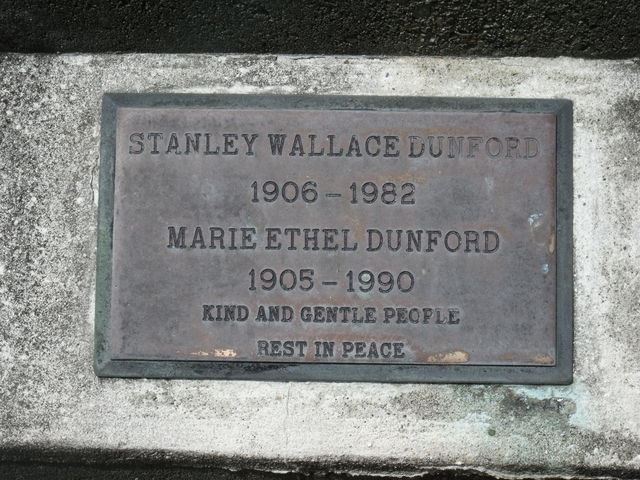 STANLEY WALLACE DUNFORD
1906 - 1982
MARIE ETHEL DUNFORD
1905 - 1990
KIND AND GENTLE PEOPLE
REST IN PEACE